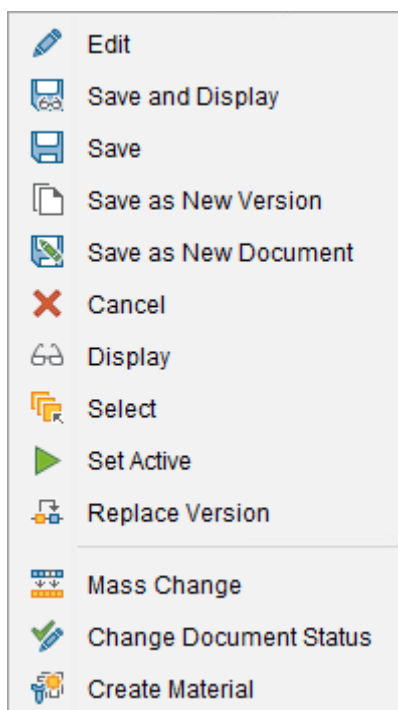 Edit
Save and Display
Save
Save as New Version
Save as New Document
Cancel
Display
Select
Set Active
Replace Version
Mass Change
Change Document Status
Create Material